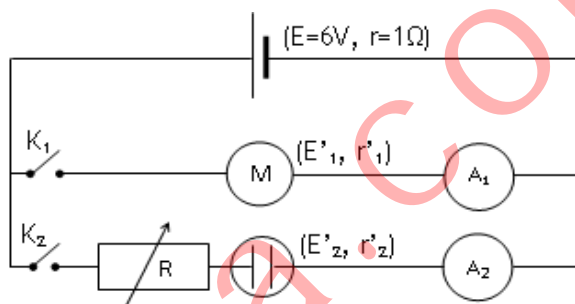 (E=6V, r=1Ω)
K₁
(E'₁, r'₁)
M
A₁
K₂
(E'₂, r'₂)
R
A₂